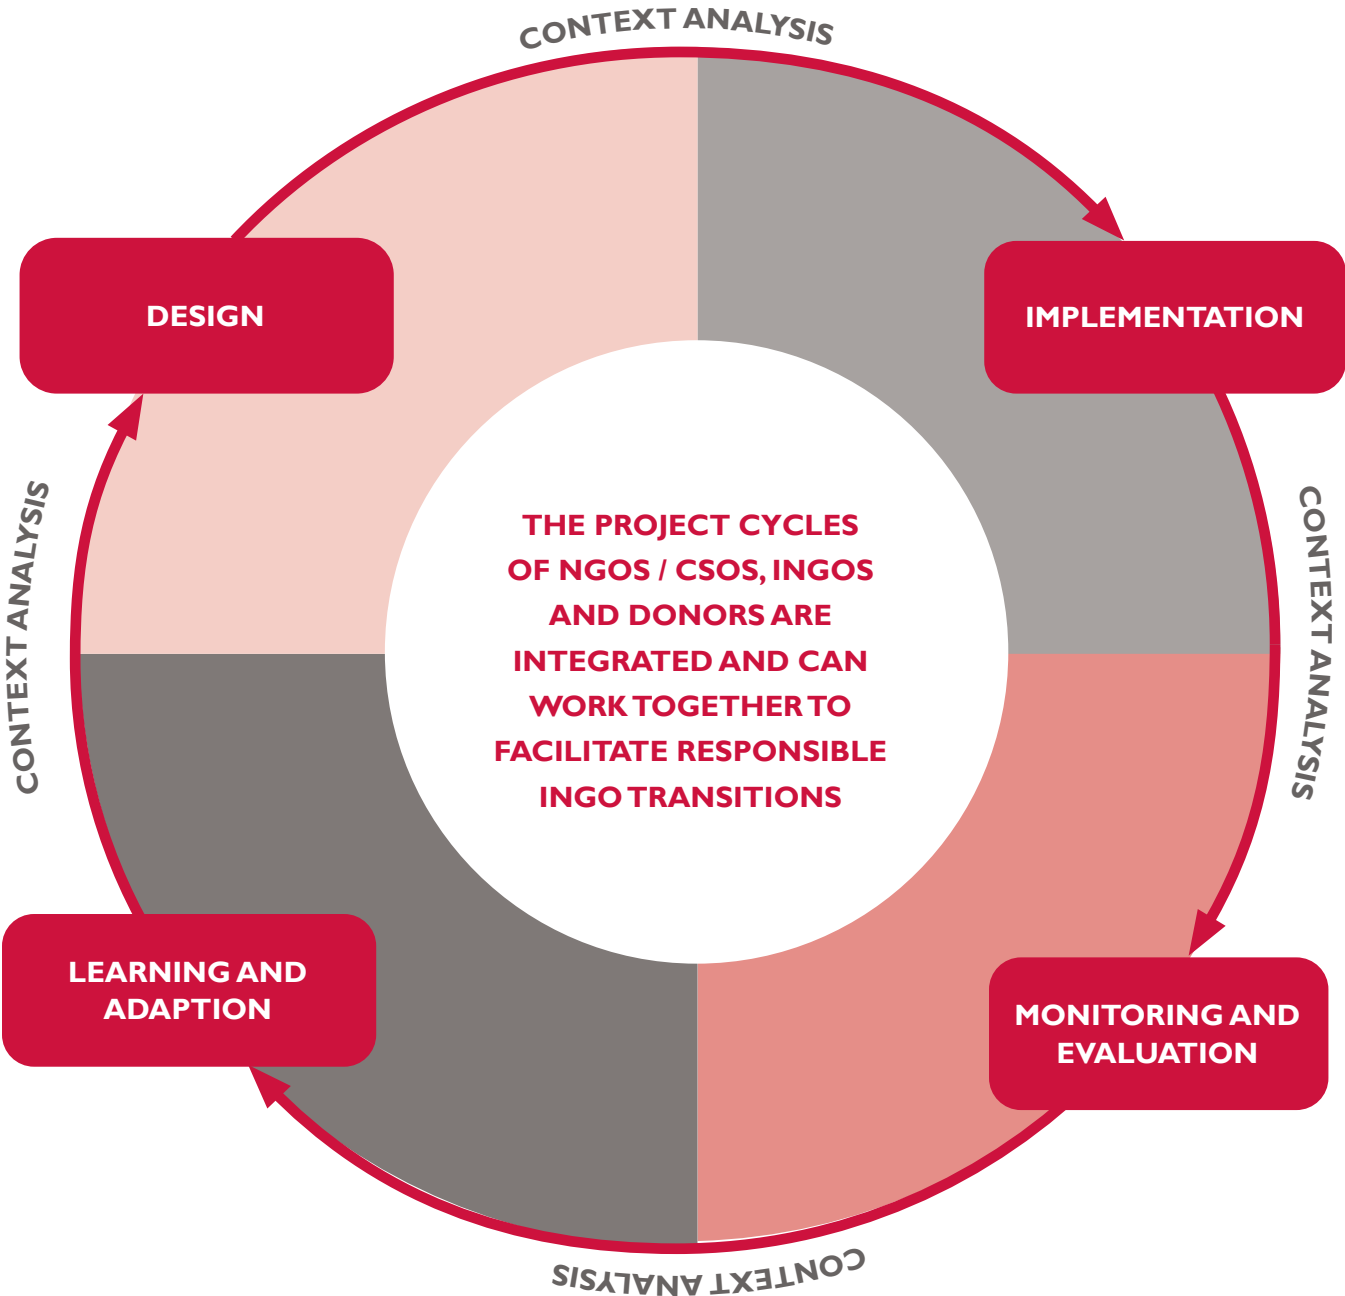 CONTEXT ANALYSIS
DESIGN
IMPLEMENTATION
CONTEXT ANALYSIS
CONTEXT ANALYSIS
THE PROJECT CYCLES
OF NGOS / CSOS, INGOS
AND DONORS ARE
INTEGRATED AND CAN
WORK TOGETHER TO
FACILITATE RESPONSIBLE
INGO TRANSITIONS
LEARNING AND
ADAPTION
MONITORING AND
EVALUATION
CONTEXT ANALYSIS